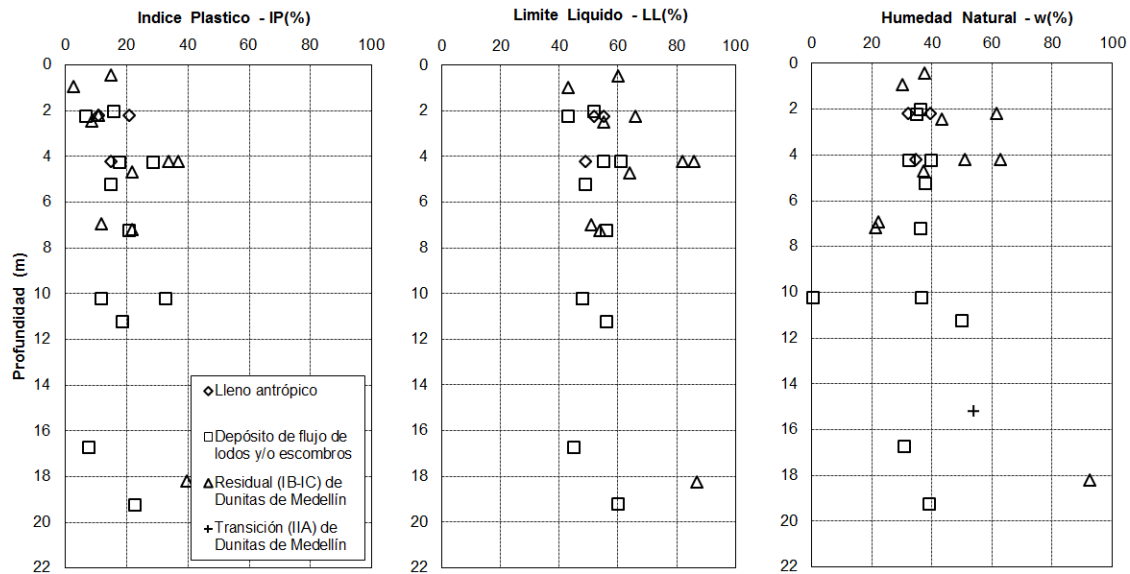 Indice Plastico - IP(%)
0 20 40 60 80 100
Profundidad (m)
0
2
4
6
8
10
12
14
16
18
20
22
Lleno antrópico
Depósito de flujo de
lodos y/o escombros
Residual (IB-IC) de
Dunitas de Medellín
Transición (IIA) de
Dunitas de Medellín
Limite Liquido - LL(%)
0 20 40 60 80 100
0
2
4
6
8
10
12
14
16
18
20
22
Humedad Natural - w(%)
0 20 40 60 80 100
0
2
4
6
8
10
12
14
16
18
20
22